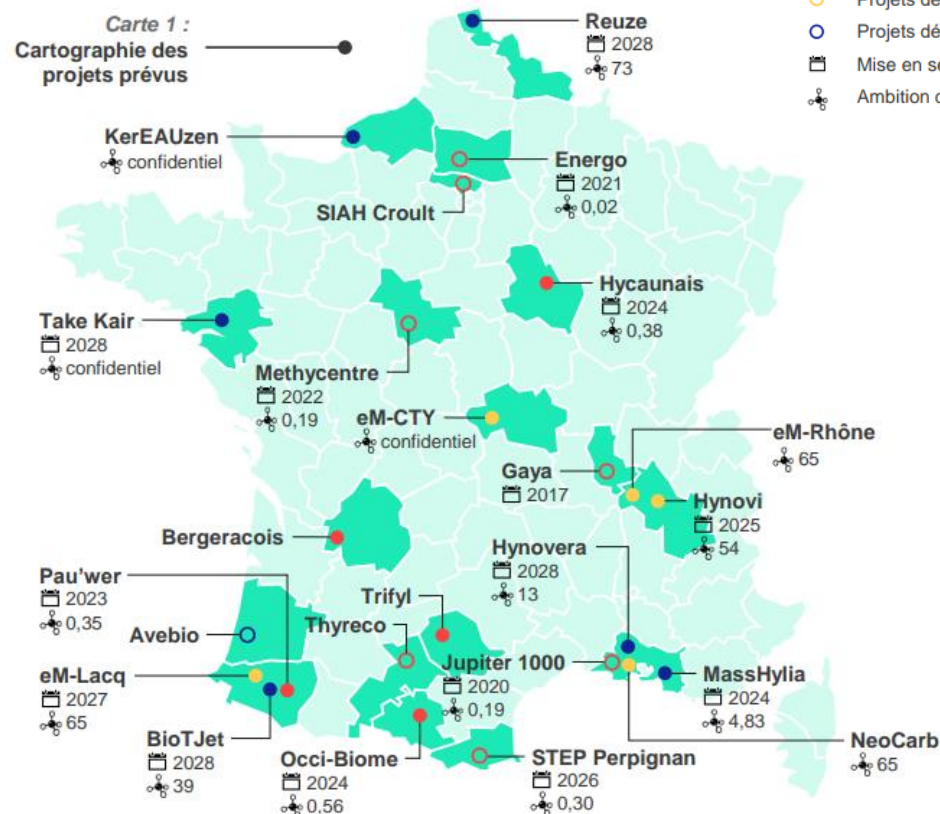 Carte 1 :
Cartographie des
projets prévus
Projets dé
Mise en se
Ambition d
Reuze
2028
73
KerEAUzen
confidentiel
Energo
2021
0,02
SIAH Croult
Hycaunais
2024
0,38
Take Kair
2028
confidentiel
Methycentre
2022
0,19
eM-CTY
confidentiel
eM-Rhône
65
Gaya
2017
Hynovi
2025
54
Bergeracois
Hynovera
2028
13
Pau'wer
2023
0,35
Trifyl
Thyreco
Avebio
Jupiter 1000
2020
0,19
eM-Lacq
2027
65
MassHylia
2024
4,83
BioTJet
2028
39
Occi-Biome
2024
0,56
STEP Perpignan
2026
0,30
NeoCarb
65